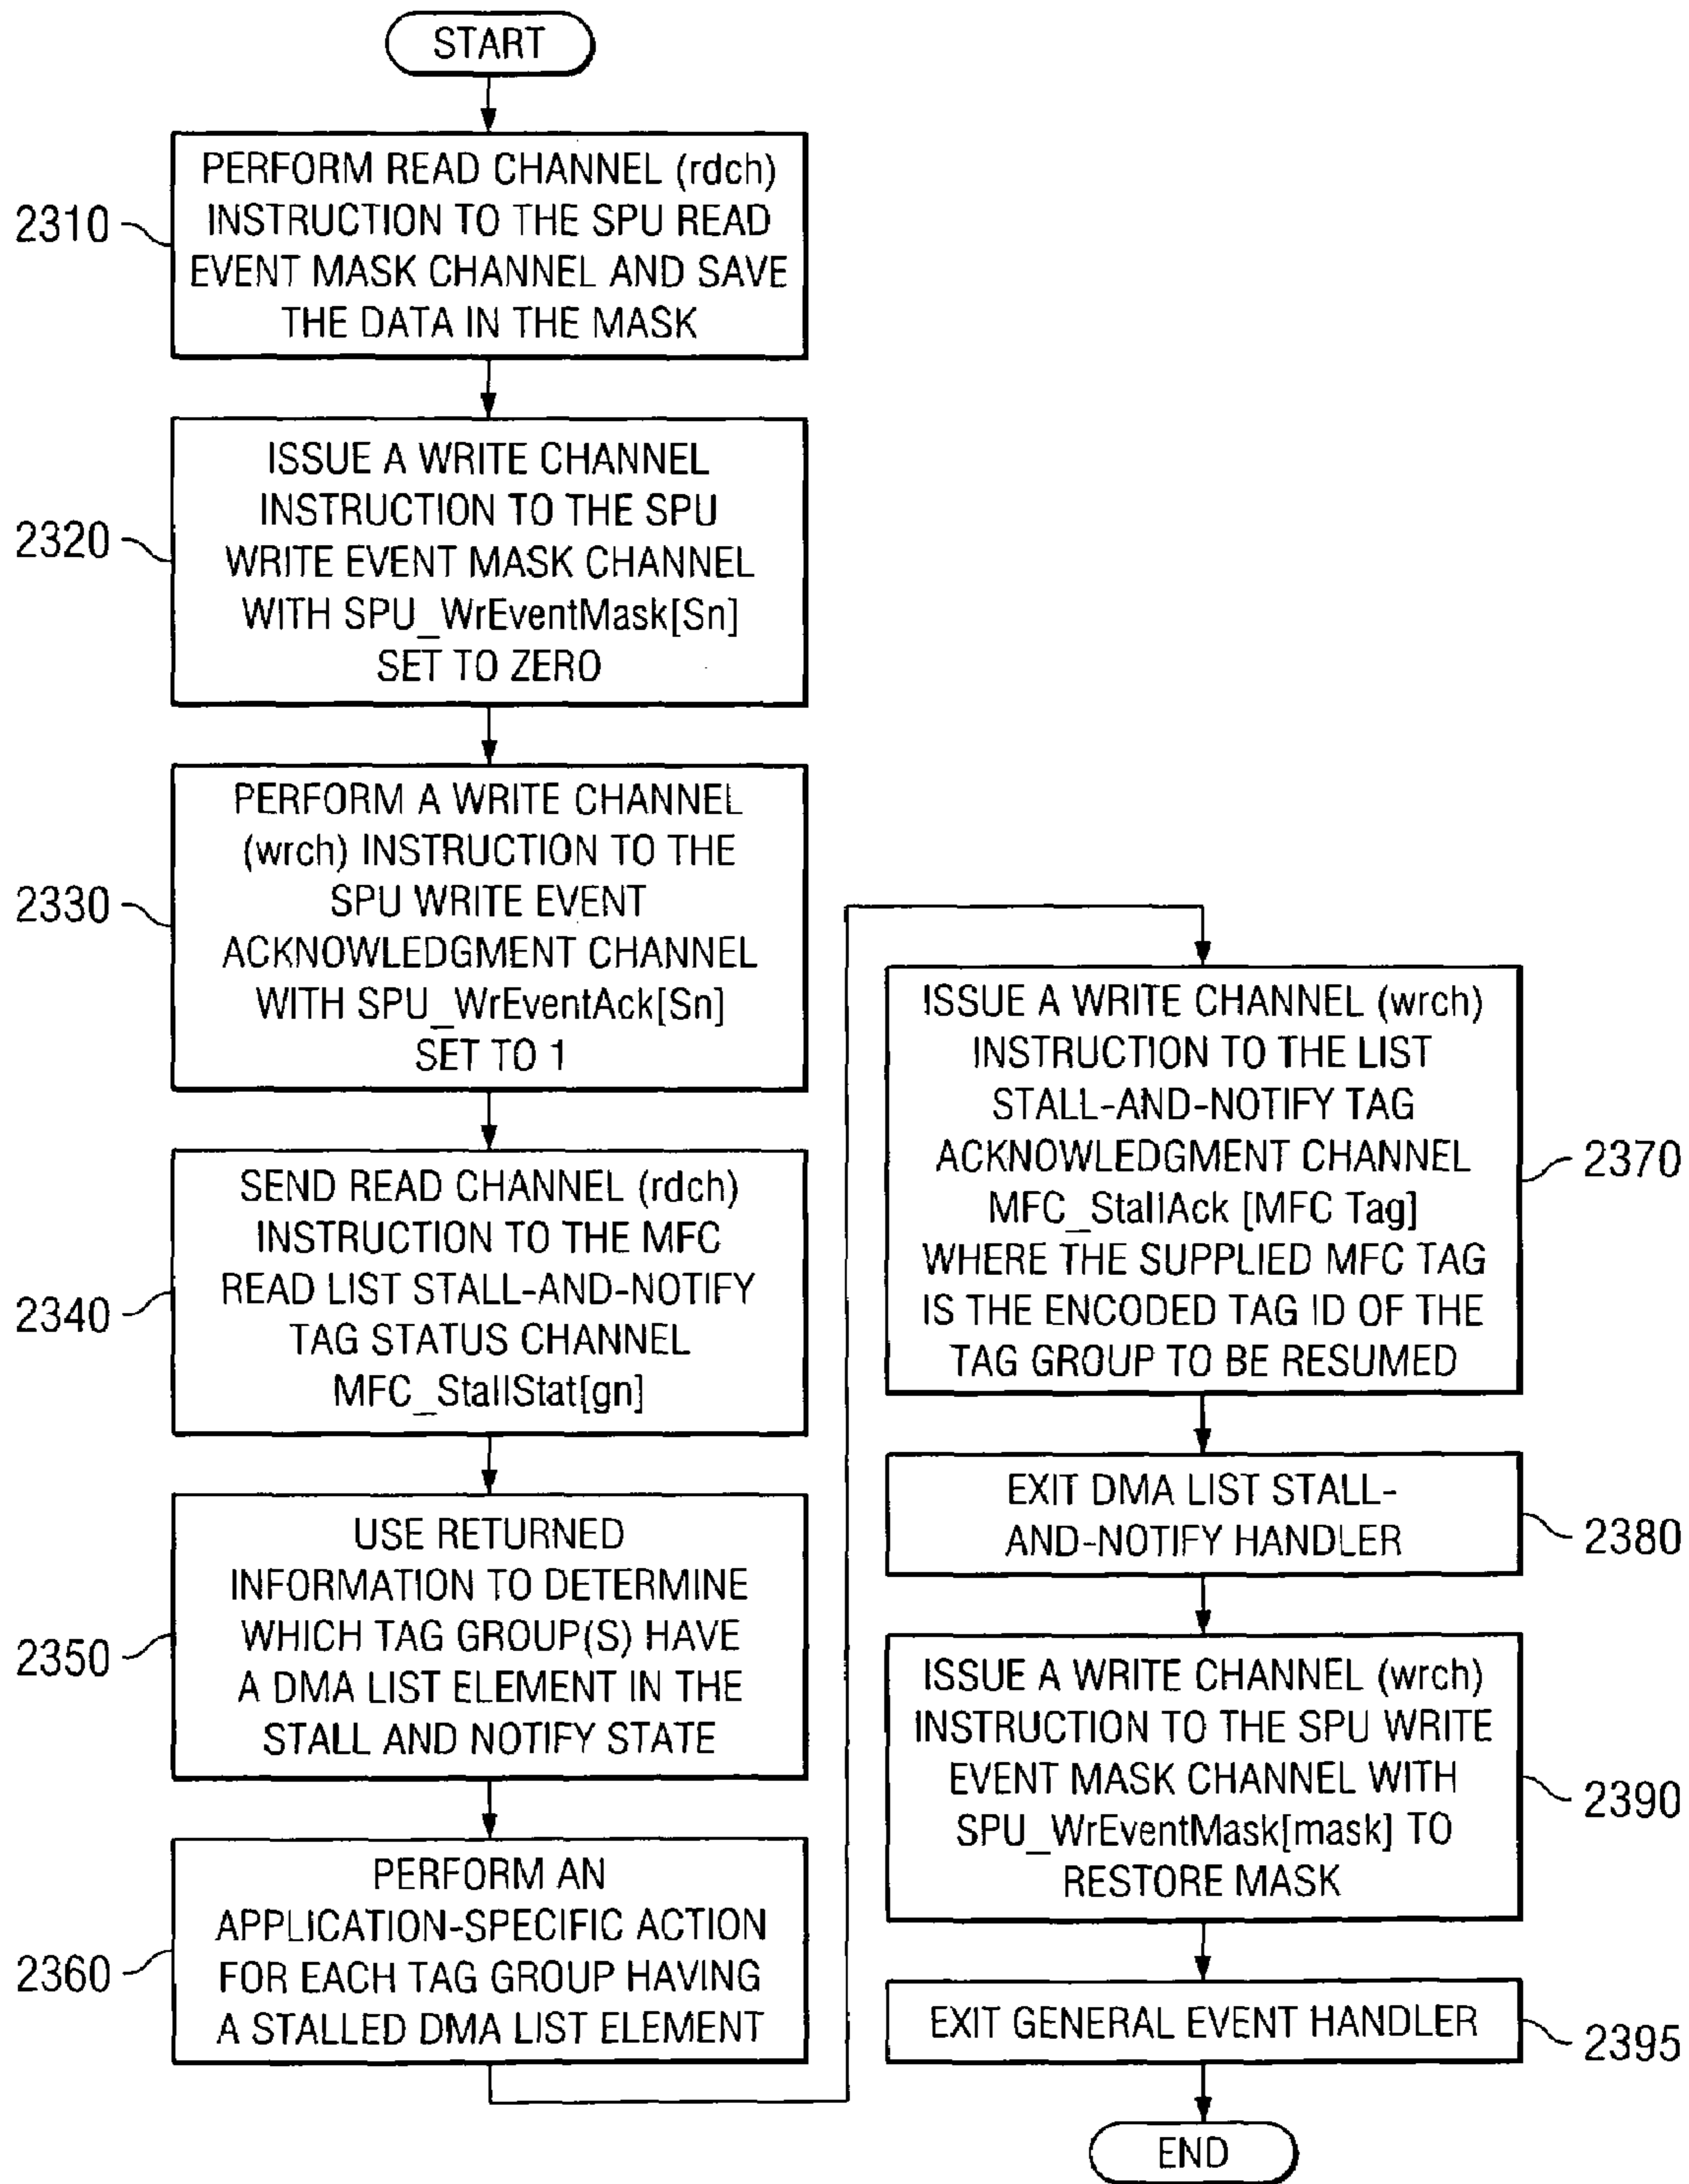 START
2310
PERFORM READ CHANNEL (rdch)
INSTRUCTION TO THE SPU READ
EVENT MASK CHANNEL AND SAVE
THE DATA IN THE MASK
2320
ISSUE A WRITE CHANNEL
INSTRUCTION TO THE SPU
WRITE EVENT MASK CHANNEL
WITH SPU_WrEventMask[Sn]
SET TO ZERO
2330
PERFORM A WRITE CHANNEL
(wrch) INSTRUCTION TO THE
SPU WRITE EVENT
ACKNOWLEDGMENT CHANNEL
WITH SPU_WrEventAck[Sn]
SET TO 1
2340
SEND READ CHANNEL (rdch)
INSTRUCTION TO THE MFC
READ LIST STALL-AND-NOTIFY
TAG STATUS CHANNEL
MFC_StallStat[gn]
2350
USE RETURNED
INFORMATION TO DETERMINE
WHICH TAG GROUP(S) HAVE
A DMA LIST ELEMENT IN THE
STALL AND NOTIFY STATE
2360
PERFORM AN
APPLICATION-SPECIFIC ACTION
FOR EACH TAG GROUP HAVING
A STALLED DMA LIST ELEMENT
ISSUE A WRITE CHANNEL (wrch)
INSTRUCTION TO THE LIST
STALL-AND-NOTIFY TAG
ACKNOWLEDGMENT CHANNEL
MFC_StallAck [MFC Tag]
WHERE THE SUPPLIED MFC TAG
IS THE ENCODED TAG ID OF THE
TAG GROUP TO BE RESUMED
2370
EXIT DMA LIST STALL-
AND-NOTIFY HANDLER
2380
ISSUE A WRITE CHANNEL (wrch)
INSTRUCTION TO THE SPU WRITE
EVENT MASK CHANNEL WITH
SPU_WrEventMask[mask] TO
RESTORE MASK
2390
EXIT GENERAL EVENT HANDLER
2395
END